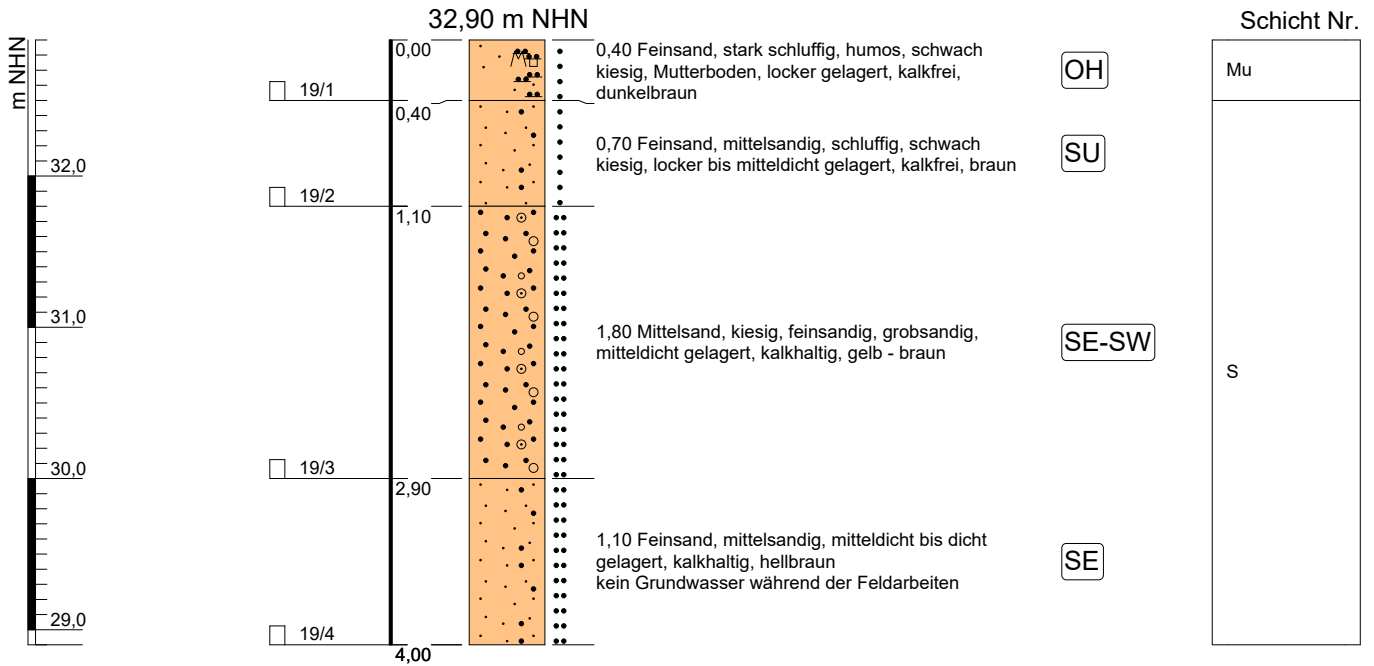 32,90 m NHN
Schicht Nr.
m NHN
0,00
0,40 Feinsand, stark schluffig, humos, schwach
kiesig, Mutterboden, locker gelagert, kalkfrei,
dunkelbraun
OH
Mu
19/1
0,40
0,70 Feinsand, mittelsandig, schluffig, schwach
kiesig, locker bis mitteldicht gelagert, kalkfrei, braun
SU
32,0
19/2
1,10
31,0
1,80 Mittelsand, kiesig, feinsandig, grobsandig,
mitteldicht gelagert, kalkhaltig, gelb - braun
SE-SW
S
30,0
19/3
2,90
1,10 Feinsand, mittelsandig, mitteldicht bis dicht
gelagert, kalkhaltig, hellbraun
kein Grundwasser während der Feldarbeiten
SE
29,0
19/4
4,00